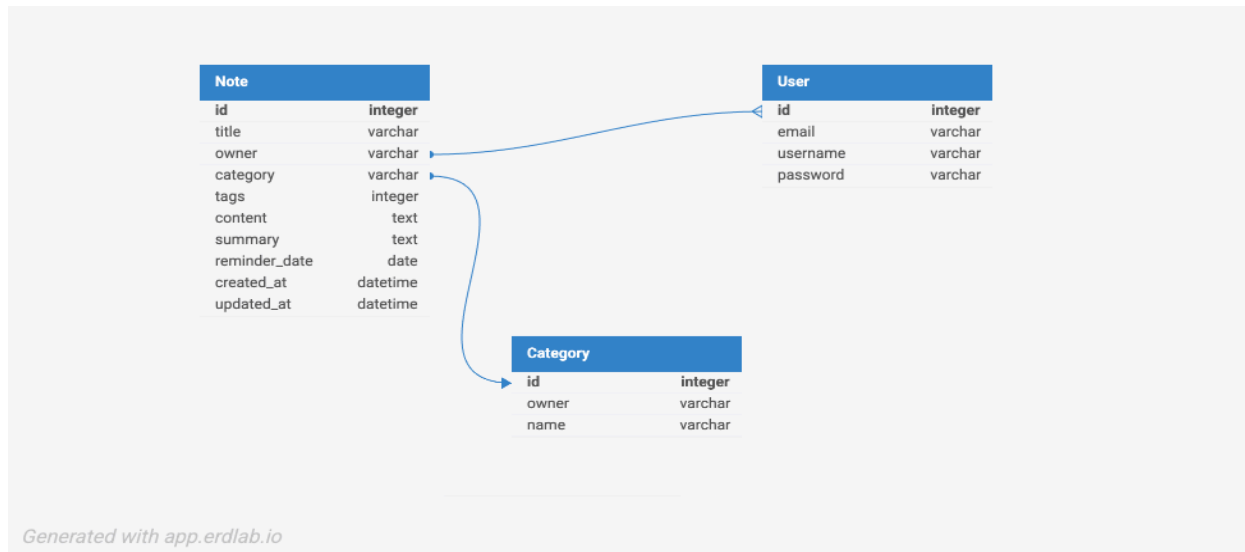 Note
id integer
title varchar
owner varchar
category varchar
tags integer
content text
summary text
reminder_date date
created_at datetime
updated_at datetime
User
id integer
email varchar
username varchar
password varchar
Category
id integer
owner varchar
name varchar
Generated with app.erdlab.io